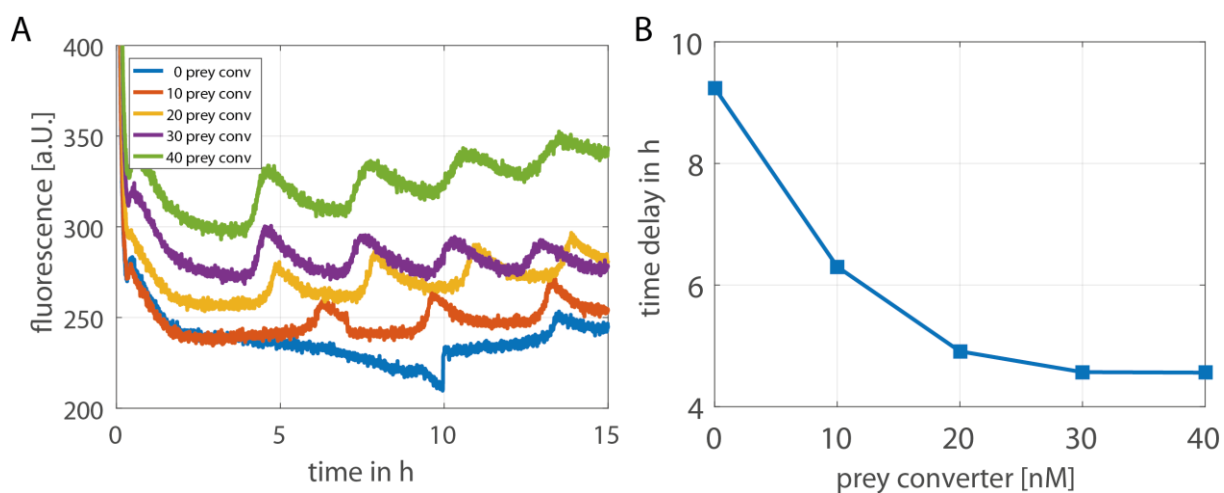 A
fluorescence [a.U.]
400
350
300
250
200
0 prey conv
10 prey conv
20 prey conv
30 prey conv
40 prey conv
0
5
10
15
time in h
B
time delay in h
10
8
6
4
0
10
20
30
40
prey converter [nM]